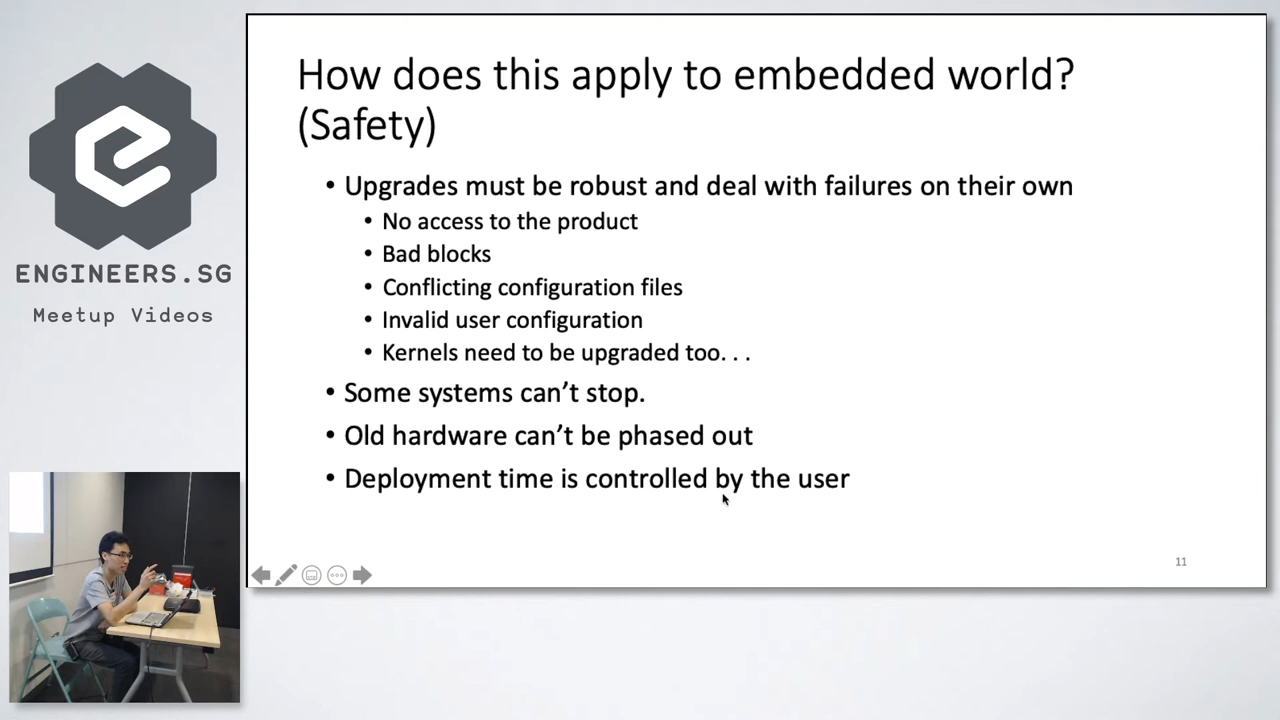 ENGINEERS.SG
Meetup Videos
How does this apply to embedded world?
(Safety)
• Upgrades must be robust and deal with failures on their own
• No access to the product
• Bad blocks
• Conflicting configuration files
• Invalid user configuration
• Kernels need to be upgraded too. . .
• Some systems can’t stop.
• Old hardware can’t be phased out
• Deployment time is controlled by the user
11